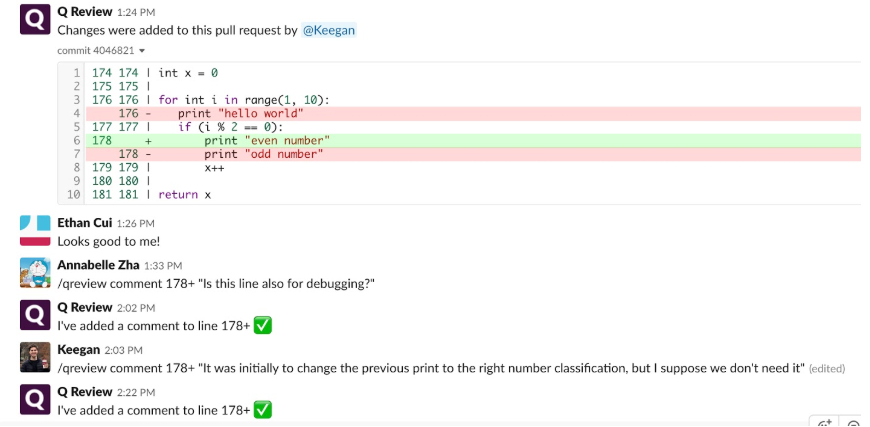 Q Review 1:24 PM
Changes were added to this pull request by @Keegan
commit 4046821
1 174 174 | int x = 0
2 175 175 |
3 176 176 | for int i in range(1, 10):
4 176 - print "hello world"
5 177 177 | if (i % 2 == 0):
6 178 + print "even number"
7 178 - print "odd number"
8 179 179 | x++
9 180 180 |
10 181 181 | return x
Ethan Cui 1:26 PM
Looks good to me!
Annabelle Zha 1:33 PM
/qreview comment 178+ "Is this line also for debugging?"
Q Review 2:02 PM
I've added a comment to line 178+ ✅
Keegan 2:03 PM
/qreview comment 178+ "It was initially to change the previous print to the right number classification, but I suppose we don't need it" (edited)
Q Review 2:22 PM
I've added a comment to line 178+ ✅